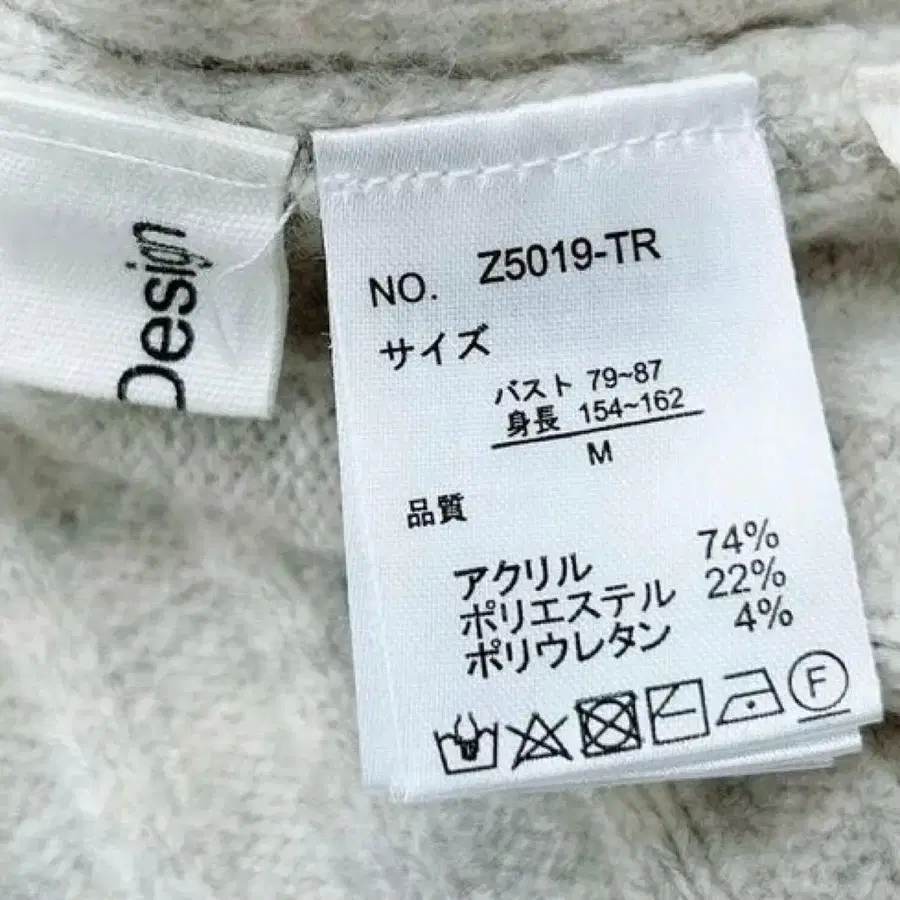 Design
NO. Z5019-TR
サイズ
バスト 79~87
身長 154~162
M
品質
アクリル 74%
ポリエステル 22%
ポリウレタン 4%
F